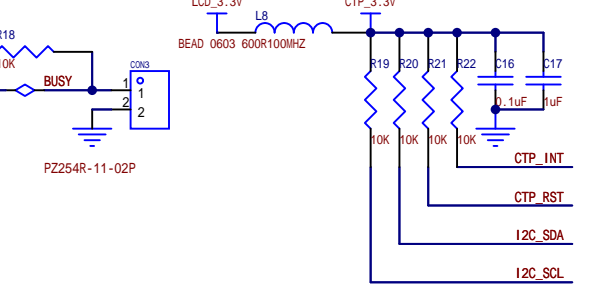 LCD_3.3V
CTP_3.3V
L8
BEAD 0603 600R100MHZ
R18
10K
BUSY
CON3
1
1
2
2
PZ254R-11-02P
R19
R20
R21
R22
C16
C17
0.1uF
1uF
10K
10K
10K
10K
CTP_INT
CTP_RST
I2C_SDA
I2C_SCL